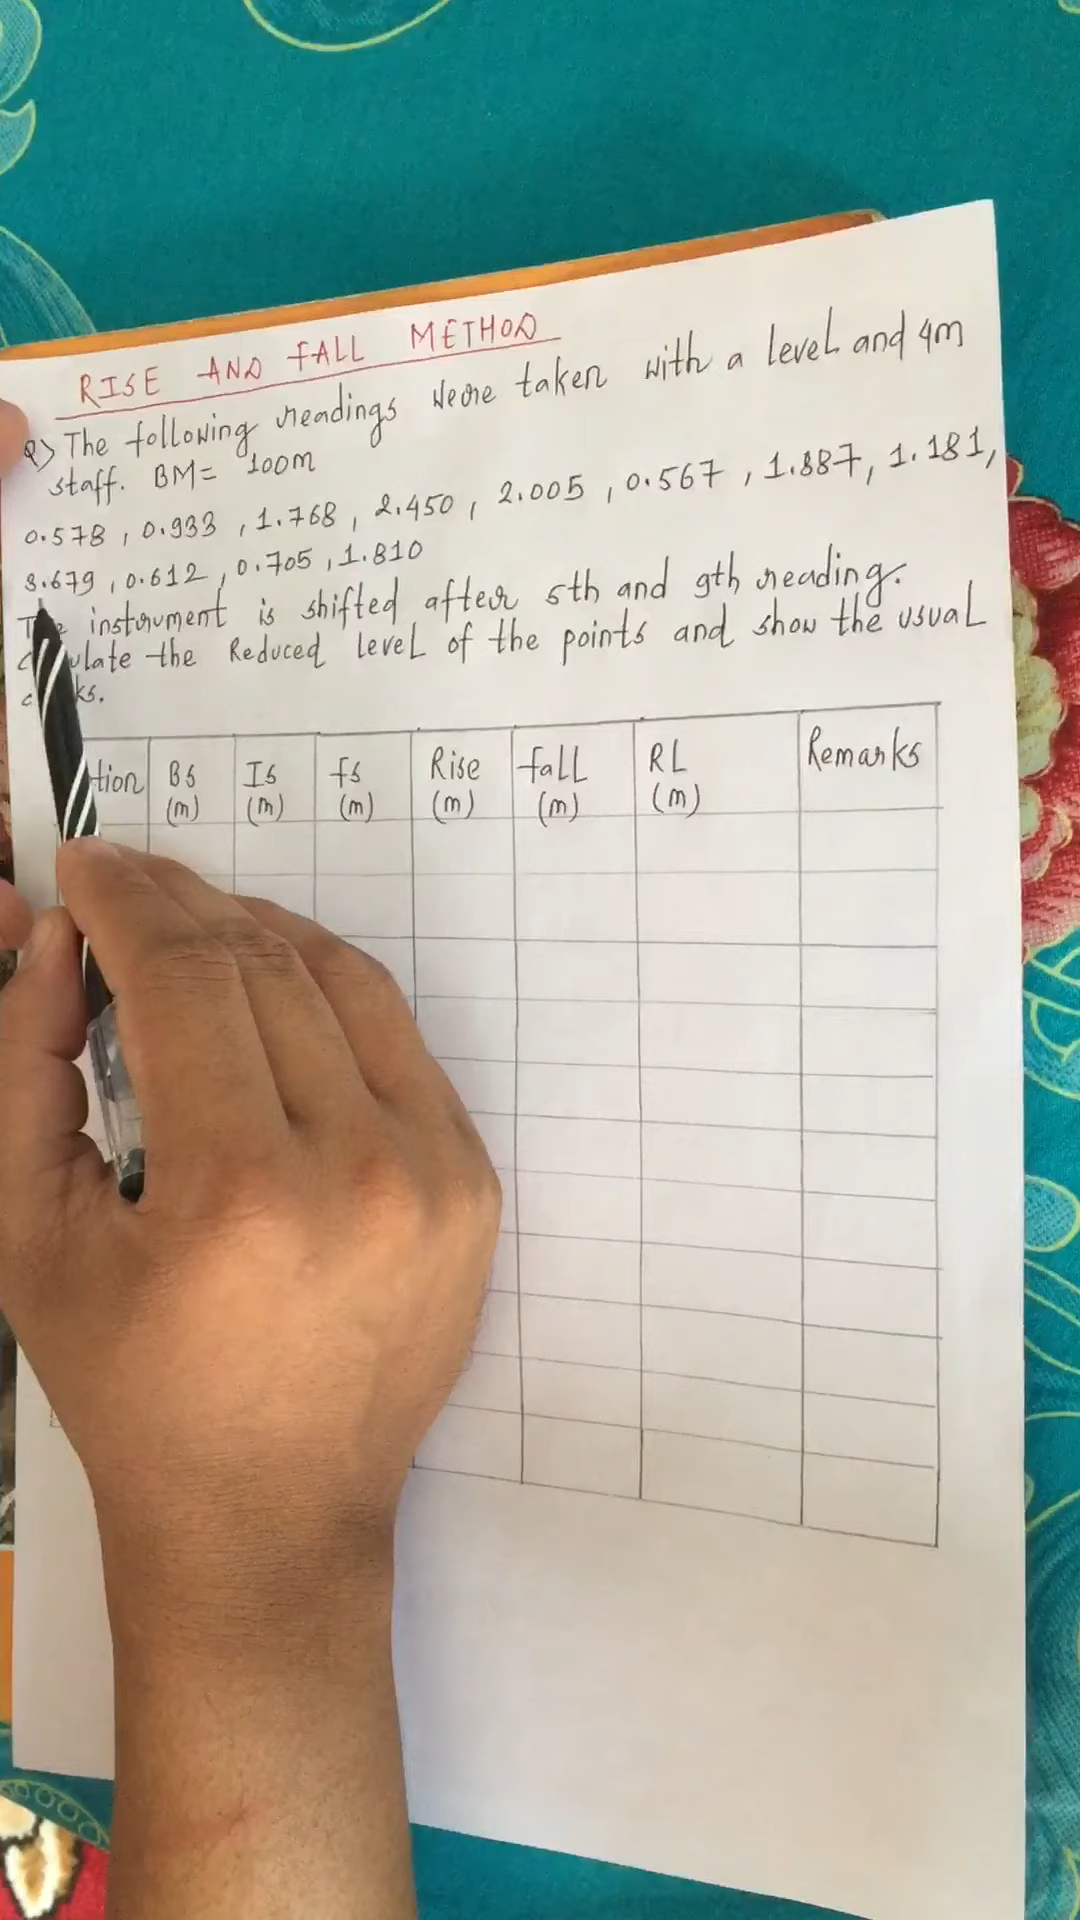 RISE AND FALL METHOD
Q> The following readings were taken with a level and 4m
staff. BM= 100m
0.578, 0.933, 1.768, 2.450, 2.005, 0.567, 1.887, 1.181,
3.679, 0.612, 0.705, 1.810
instrument is shifted after 5th and 9th reading.
the Reduced level of the points and show the usual
BS (m) IS (m) fs (m) Rise (m) fall (m) RL (m) Remarks